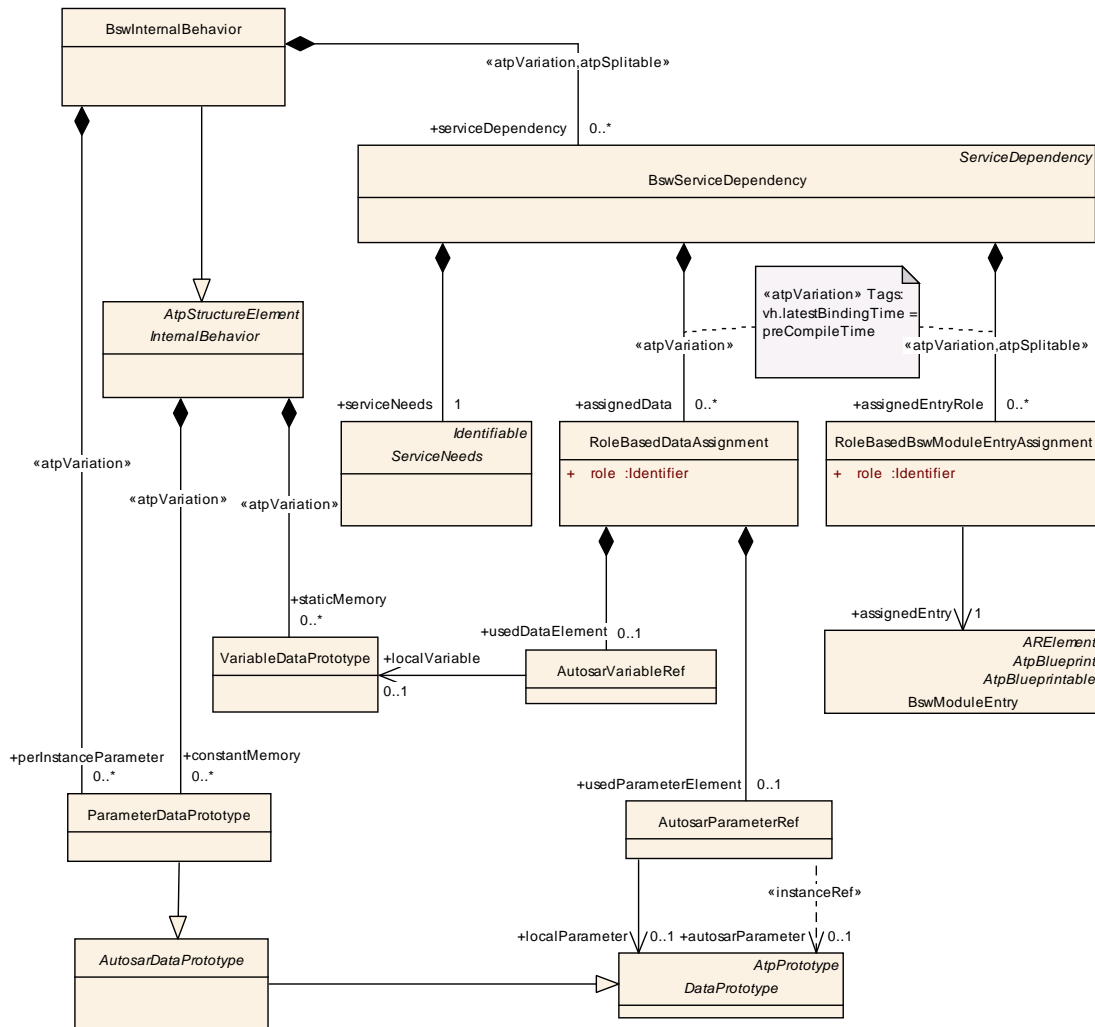 BswInternalBehavior
«atpVariation,atpSplitable»
+serviceDependency 0..*
ServiceDependency
BswServiceDependency
«atpVariation» Tags:
vh.latestBindingTime =
preCompileTime
AtpStructureElement
InternalBehavior
«atpVariation»
«atpVariation,atpSplitable»
+serviceNeeds 1
+assignedData 0..*
+assignedEntryRole 0..*
Identifiable
ServiceNeeds
RoleBasedDataAssignment
+ role :Identifier
RoleBasedBswModuleEntryAssignment
+ role :Identifier
«atpVariation»
«atpVariation»
«atpVariation»
+staticMemory
0..*
+usedDataElement 0..1
+assignedEntry 1
VariableDataPrototype
+localVariable
0..1
AutosarVariableRef
ARElement
AtpBlueprint
AtpBlueprintable
BswModuleEntry
+perInstanceParameter
0..*
+constantMemory
0..*
+usedParameterElement 0..1
ParameterDataPrototype
AutosarParameterRef
«instanceRef»
+localParameter 0..1
+autosarParameter 0..1
AutosarDataPrototype
AtpPrototype
DataPrototype